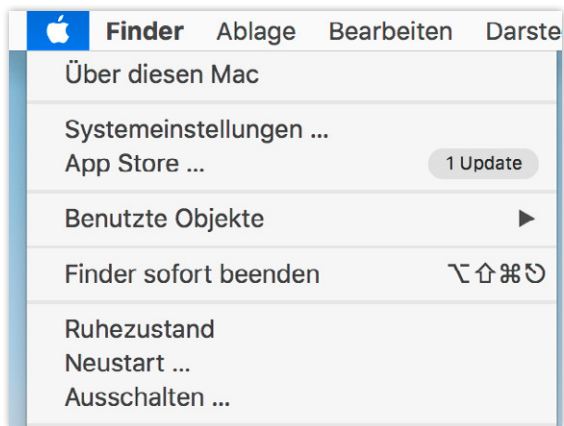 Finder Ablage Bearbeiten Darste
Über diesen Mac
Systemeinstellungen ...
App Store ... 1 Update
Benutzte Objekte ▶
Finder sofort beenden ⌥⇧⌘⎋
Ruhezustand
Neustart ...
Ausschalten ...